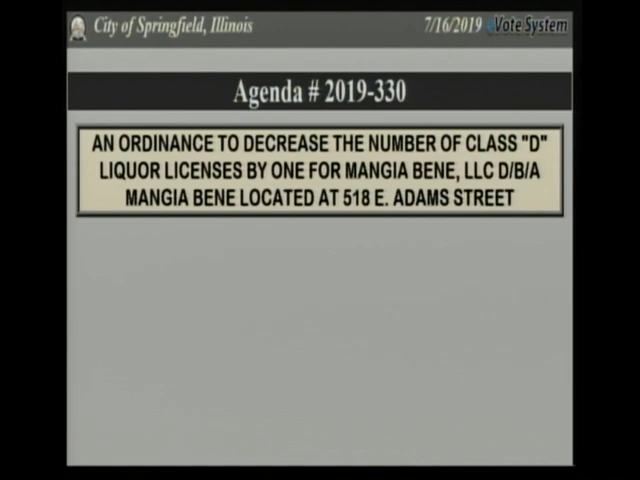 City of Springfield, Illinois
7/16/2019 eVote System
Agenda # 2019-330
AN ORDINANCE TO DECREASE THE NUMBER OF CLASS "D"
LIQUOR LICENSES BY ONE FOR MANGIA BENE, LLC D/B/A
MANGIA BENE LOCATED AT 518 E. ADAMS STREET